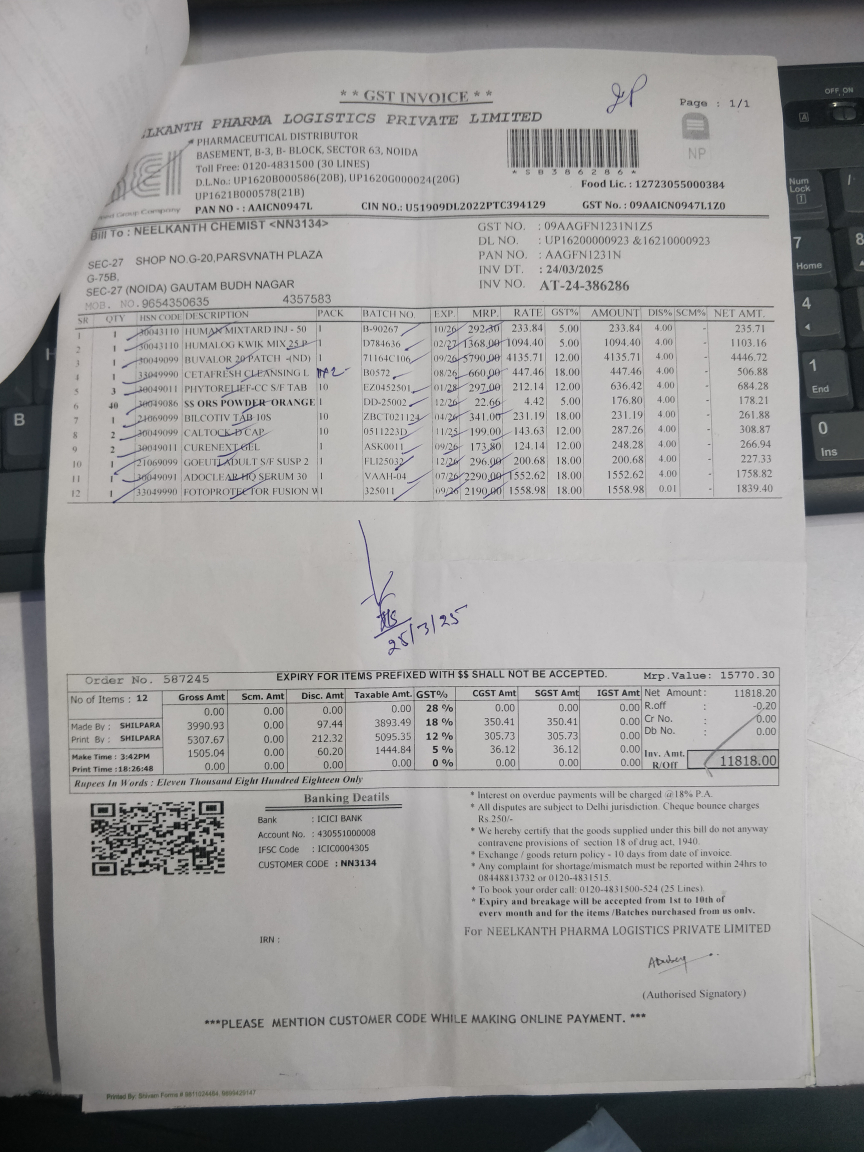 * * GST INVOICE * *
Page : 1/1
ELKANTH PHARMA LOGISTICS PRIVATE LIMITED
PHARMACEUTICAL DISTRIBUTOR
BASEMENT, B-3, B- BLOCK, SECTOR 63, NOIDA
Toll Free: 0120-4831500 (30 LINES)
D.L.No.: UP1620B000586(20B), UP1620G000024(20G)
UP1621B000578(21B)
* S B 3 8 6 2 8 6 *
NP
Food Lic. : 12723055000384
Group Company
PAN NO - : AAICN0947L CIN NO.: U51909DL2022PTC394129 GST No. : 09AAICN0947L1Z0
Bill To : NEELKANTH CHEMIST <NN3134>
SEC-27 SHOP NO.G-20,PARSVNATH PLAZA
G-75B,
SEC-27 (NOIDA) GAUTAM BUDH NAGAR
MOB. NO. 9654350635 4357583
GST NO. : 09AAGFN1231N1Z5
DL NO. : UP16200000923 &16210000923
PAN NO. : AAGFN1231N
INV DT. : 24/03/2025
INV NO. AT-24-386286
SR QTY HSN CODE DESCRIPTION PACK BATCH NO. EXP. MRP. RATE GST% AMOUNT DIS% SCM% NET AMT.
1 1 30043110 HUMAN MIXTARD INJ - 50 1 B-90267 10/26 292.30 233.84 5.00 233.84 4.00 - 235.71
2 1 30043110 HUMALOG KWIK MIX 25 P 1 D784636 02/27 1368.00 1094.40 5.00 1094.40 4.00 - 1103.16
3 1 30049099 BUVALOR 20 PATCH -(ND) 1 71164C106 09/26 5790.00 4135.71 12.00 4135.71 4.00 - 4446.72
4 1 33049990 CETAFRESH CLEANSING L 1 B0572 08/26 660.00 447.46 18.00 447.46 4.00 - 506.88
5 3 30049011 PHYTORELIEF-CC S/F TAB 10 EZ0452501 01/28 297.00 212.14 12.00 636.42 4.00 - 684.28
6 40 30049086 SS ORS POWDER ORANGE 1 DD-25002 12/26 22.66 4.42 5.00 176.80 4.00 - 178.21
7 1 21069099 BILCOTIV TAB 10S 10 ZBCT021124 04/26 341.00 231.19 18.00 231.19 4.00 - 261.88
8 2 30049099 CALTOCK-D CAP 10 0511223D 11/25 199.00 143.63 12.00 287.26 4.00 - 308.87
9 2 30049011 CURENEXT GEL 1 ASK0011 09/26 173.80 124.14 12.00 248.28 4.00 - 266.94
10 1 21069099 GOEUTI ADULT S/F SUSP 2 1 FLI25032 12/26 296.00 200.68 18.00 200.68 4.00 - 227.33
11 1 30049091 ADOCLEAR HQ SERUM 30 1 VAAH-04 07/26 2290.00 1552.62 18.00 1552.62 4.00 - 1758.82
12 1 33049990 FOTOPROTECTOR FUSION W 1 325011 09/26 2190.00 1558.98 18.00 1558.98 0.01 - 1839.40
25/3/25
Order No. 587245 EXPIRY FOR ITEMS PREFIXED WITH $$ SHALL NOT BE ACCEPTED. Mrp.Value: 15770.30
No of Items : 12 Gross Amt Scm. Amt Disc. Amt Taxable Amt. GST% CGST Amt SGST Amt IGST Amt
0.00 0.00 0.00 0.00 28 % 0.00 0.00 0.00
Made By : SHILPARA 3990.93 0.00 97.44 3893.49 18 % 350.41 350.41 0.00
Print By : SHILPARA 5307.67 0.00 212.32 5095.35 12 % 305.73 305.73 0.00
Make Time : 3:42PM 1505.04 0.00 60.20 1444.84 5 % 36.12 36.12 0.00
Print Time :18:26:48 0.00 0.00 0.00 0.00 0 % 0.00 0.00 0.00
Net Amount : 11818.20
R.off : -0.20
Cr No. : 0.00
Db No. : 0.00
Inv. Amt. R/Off 11818.00
Rupees In Words : Eleven Thousand Eight Hundred Eighteen Only
Banking Deatils
Bank : ICICI BANK
Account No. : 430551000008
IFSC Code : ICIC0004305
CUSTOMER CODE : NN3134
IRN :
* Interest on overdue payments will be charged @18% P.A.
* All disputes are subject to Delhi jurisdiction. Cheque bounce charges
Rs.250/-
* We hereby certify that the goods supplied under this bill do not anyway
contravene provisions of section 18 of drug act, 1940.
* Exchange / goods return policy - 10 days from date of invoice.
* Any complaint for shortage/mismatch must be reported within 24hrs to
08448813732 or 0120-4831515.
* To book your order call: 0120-4831500-524 (25 Lines)
* Expiry and breakage will be accepted from 1st to 10th of
every month and for the items /Batches purchased from us only.
For NEELKANTH PHARMA LOGISTICS PRIVATE LIMITED
(Authorised Signatory)
***PLEASE MENTION CUSTOMER CODE WHILE MAKING ONLINE PAYMENT. ***
OFF ON
A
Num
Lock
/
7
Home
8
4
1
End
0
Ins
B